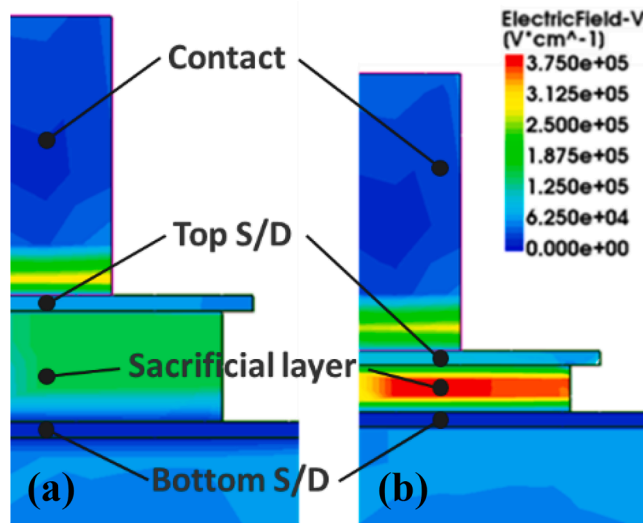 ElectricField-V
(V*cm^-1)
3.750e+05
3.125e+05
2.500e+05
1.875e+05
1.250e+05
6.250e+04
0.000e+00
Contact
Top S/D
Sacrificial layer
Bottom S/D
(a)
(b)